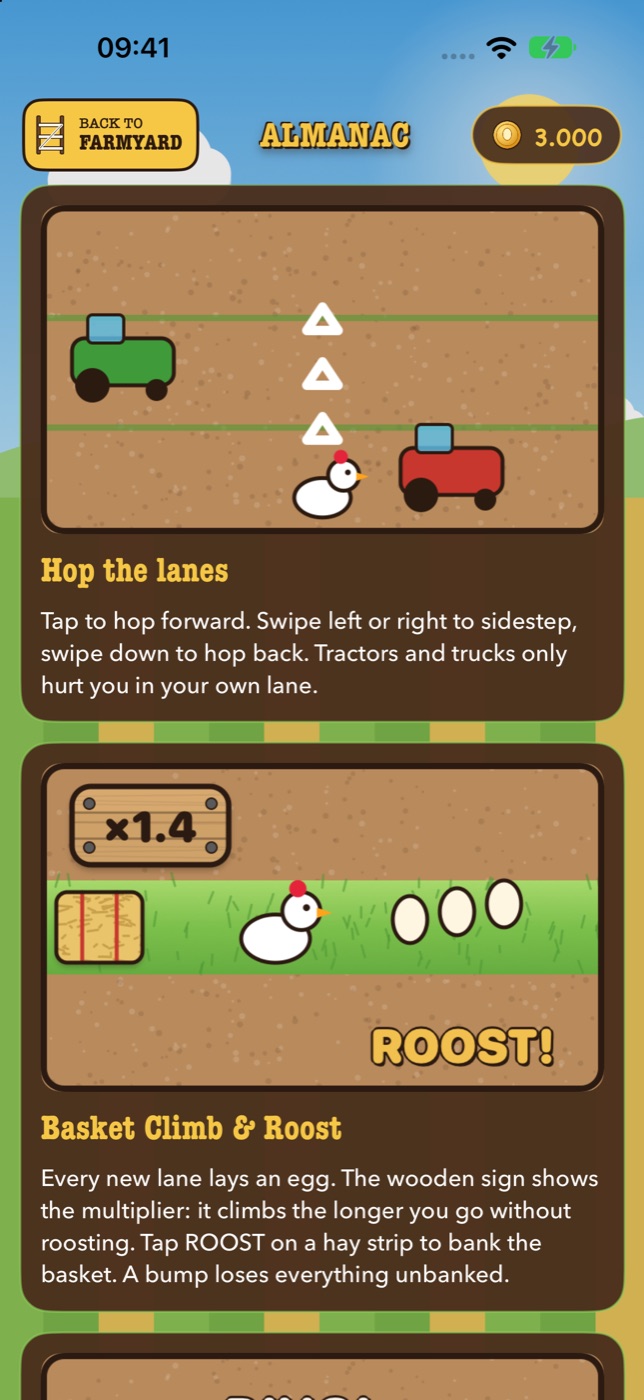 09:41
BACK TO
FARMYARD
ALMANAC
3.000
Hop the lanes
Tap to hop forward. Swipe left or right to sidestep,
swipe down to hop back. Tractors and trucks only
hurt you in your own lane.
×1.4
ROOST!
Basket Climb & Roost
Every new lane lays an egg. The wooden sign shows
the multiplier: it climbs the longer you go without
roosting. Tap ROOST on a hay strip to bank the
basket. A bump loses everything unbanked.